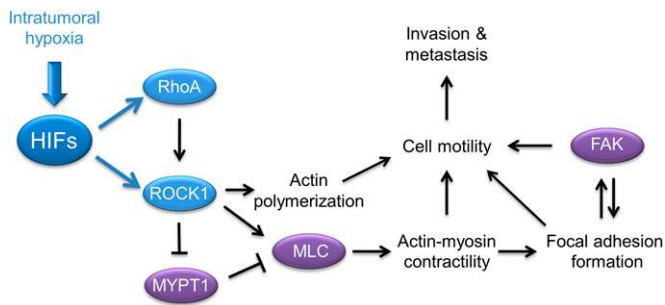 Intratumoral
hypoxia
HIFs
RhoA
ROCK1
MYPT1
Actin
polymerization
MLC
Invasion &
metastasis
Cell motility
Actin-myosin
contractility
FAK
Focal adhesion
formation